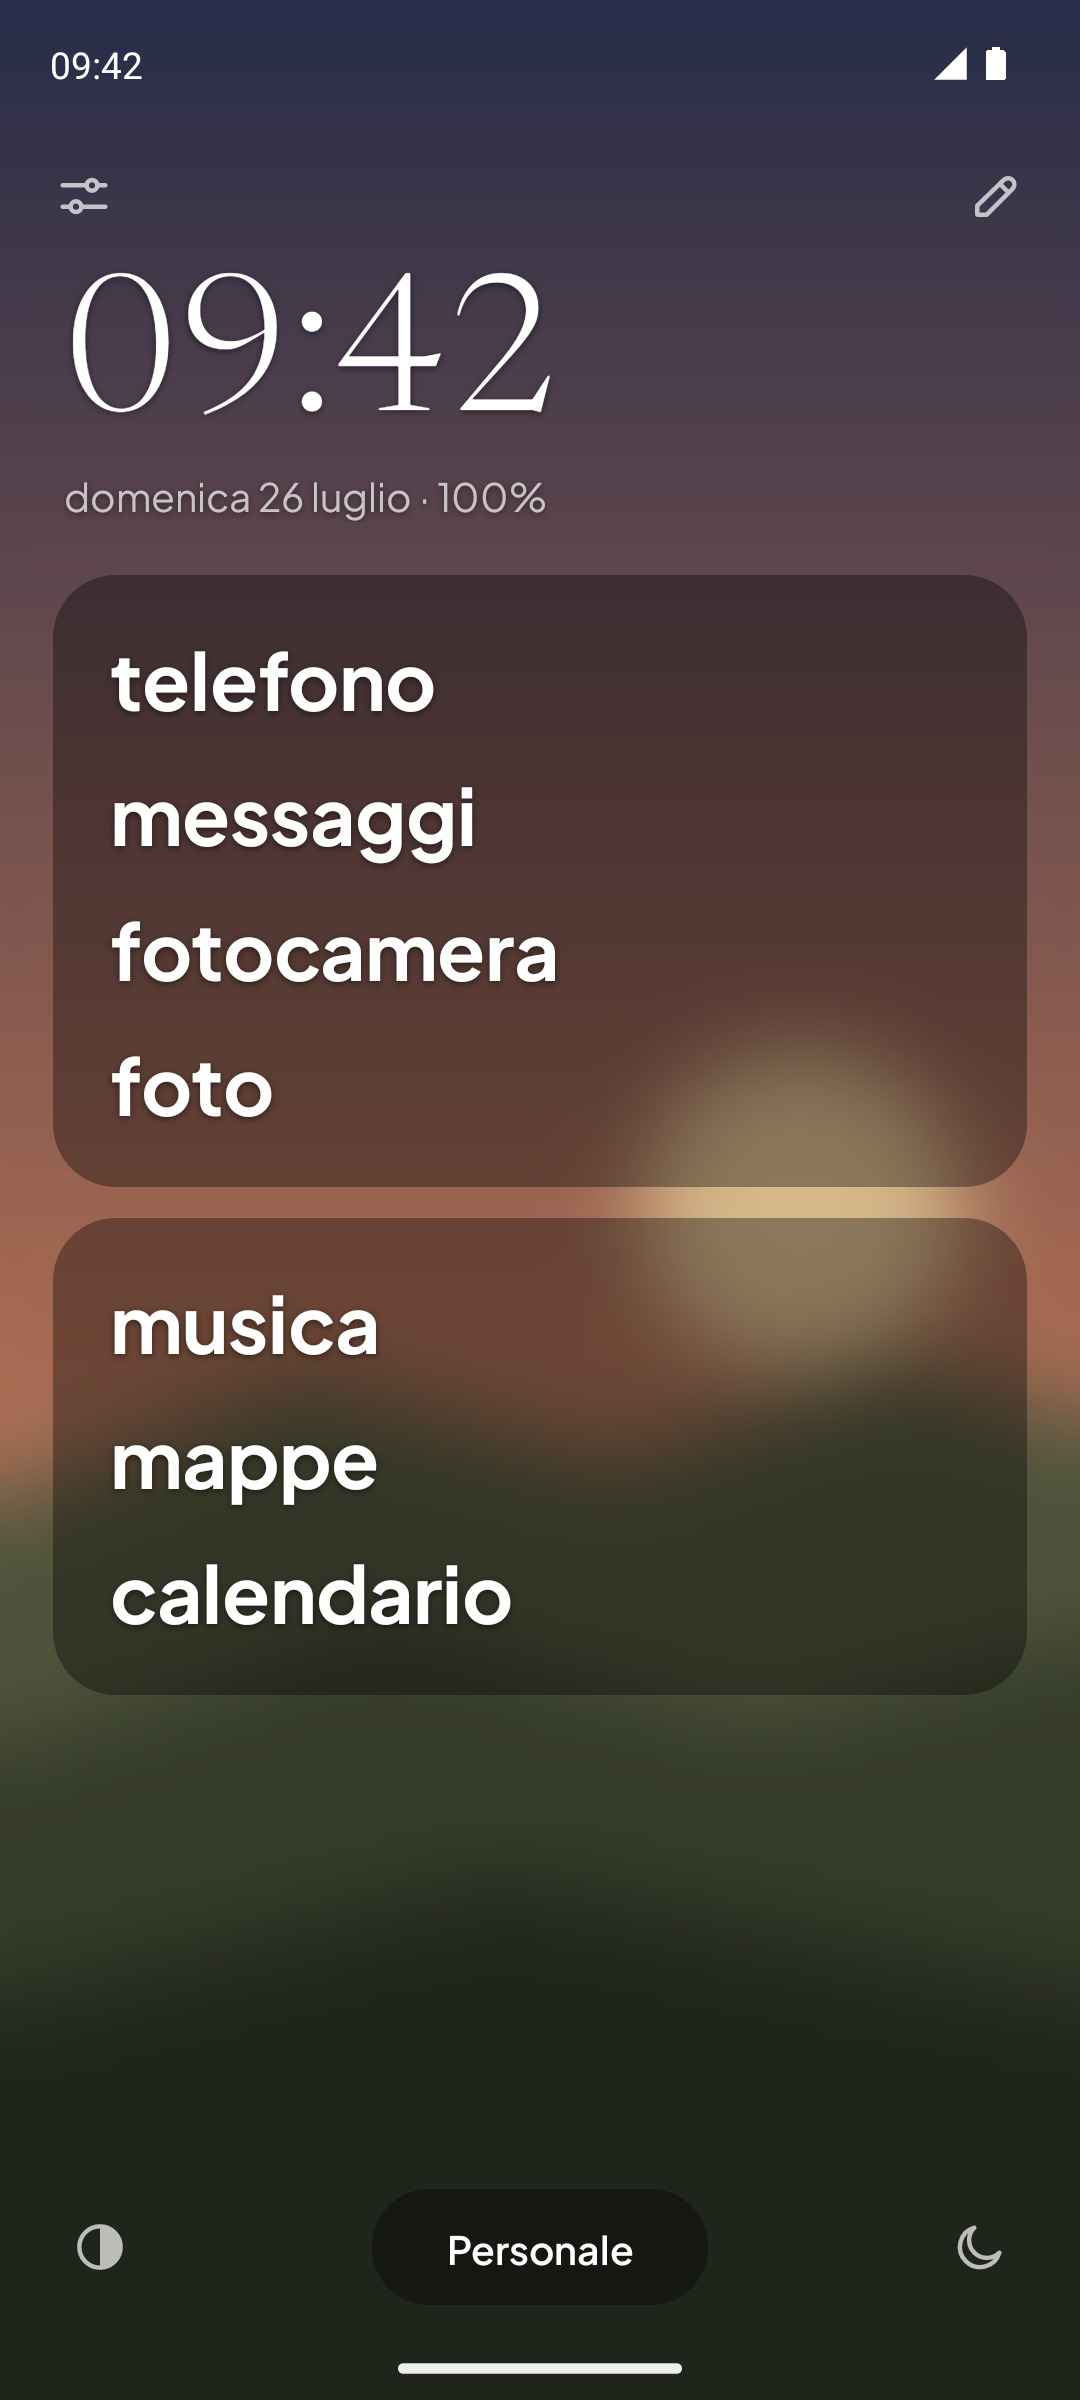 09:42
09:42
domenica 26 luglio · 100%
telefono
messaggi
fotocamera
foto
musica
mappe
calendario
Personale